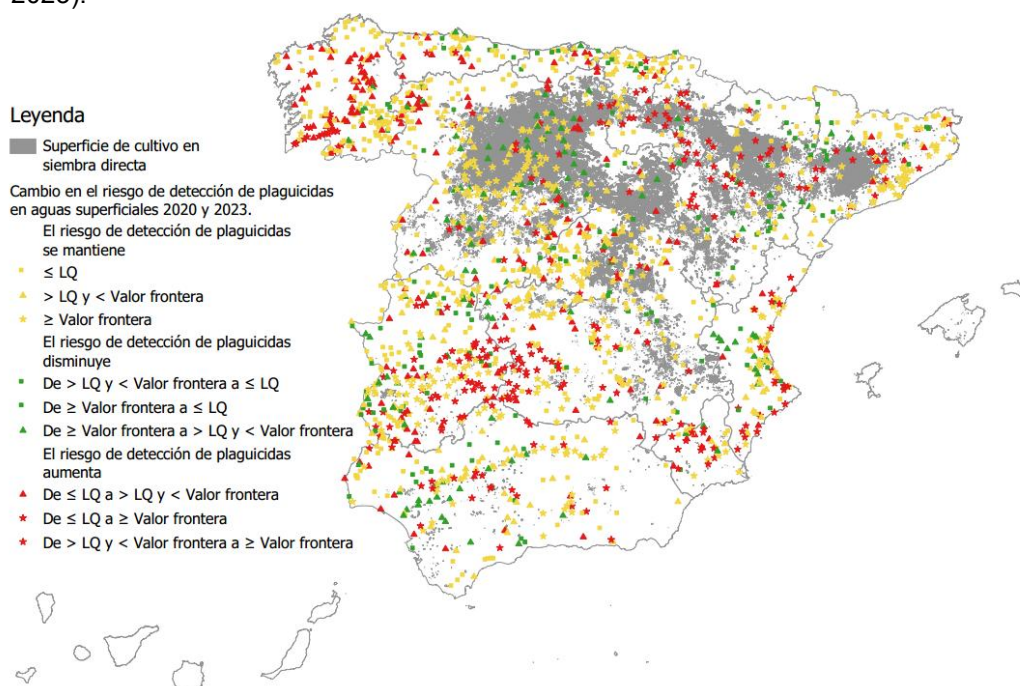 2023).
Leyenda
Superficie de cultivo en
siembra directa
Cambio en el riesgo de detección de plaguicidas
en aguas superficiales 2020 y 2023.
El riesgo de detección de plaguicidas
se mantiene
≤ LQ
> LQ y < Valor frontera
≥ Valor frontera
El riesgo de detección de plaguicidas
disminuye
De > LQ y < Valor frontera a ≤ LQ
De ≥ Valor frontera a ≤ LQ
De ≥ Valor frontera a > LQ y < Valor frontera
El riesgo de detección de plaguicidas
aumenta
De ≤ LQ a > LQ y < Valor frontera
De ≤ LQ a ≥ Valor frontera
De > LQ y < Valor frontera a ≥ Valor frontera